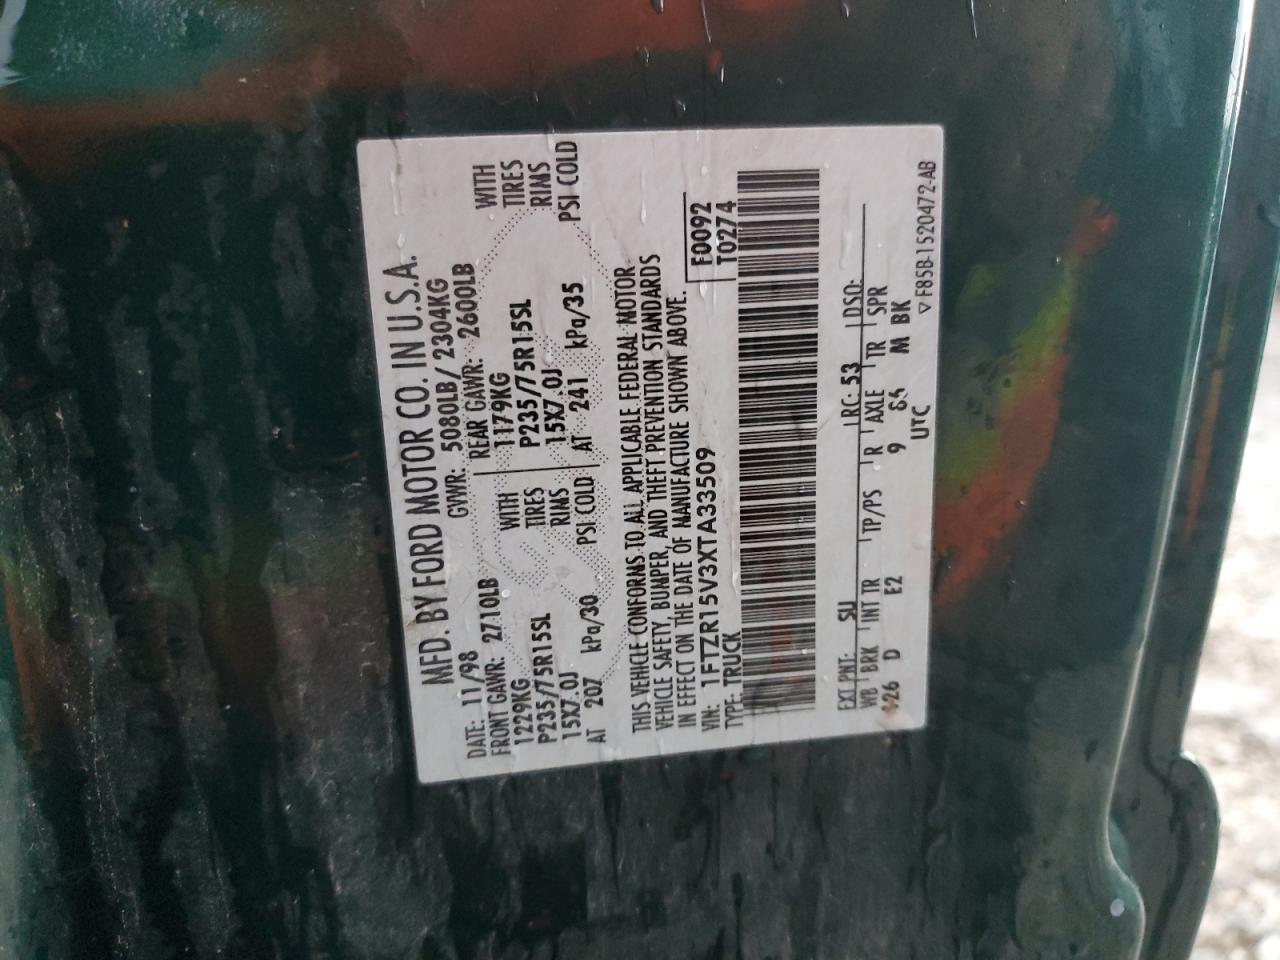 MFD. BY FORD MOTOR CO. IN U.S.A.
DATE: 11/98 GVWR: 5080LB/ 2304KG
FRONT GAWR: 2710LB REAR GAWR: 2600LB
1229KG WITH 1179KG WITH
P235/75R15SL TIRES P235/75R15SL TIRES
15X7.0J RIMS 15X7.0J RIMS
AT 207 kPa/30 PSI COLD AT 241 kPa/35 PSI COLD
THIS VEHICLE CONFORMS TO ALL APPLICABLE FEDERAL MOTOR
VEHICLE SAFETY, BUMPER, AND THEFT PREVENTION STANDARDS
IN EFFECT ON THE DATE OF MANUFACTURE SHOWN ABOVE.
VIN: 1FTZR15V3XTA33509 F0092
TYPE: TRUCK T0274
EXT PNT: SU RC: 53 DSO:
WB BRK INT TR TP/PS R AXLE TR SPR
126 D E2 9 M BK
UTC
▽ F85B-1520472-AB